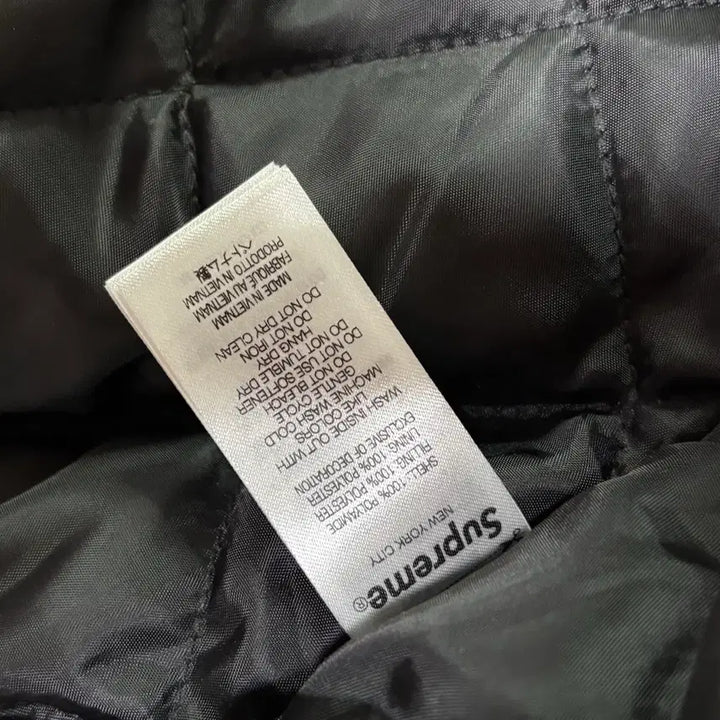 Supreme®
NEW YORK CITY
SHELL: 100% POLYAMIDE
FILLING: 100% POLYESTER
LINING: 100% POLYESTER
EXCLUSIVE OF DECORATION
WASH INSIDE OUT WITH
LIKE COLORS
MACHINE WASH COLD
GENTLE CYCLE
DO NOT BLEACH
DO NOT USE SOFTENER
DO NOT TUMBLE DRY
HANG DRY
DO NOT IRON
DO NOT DRY CLEAN
MADE IN VIETNAM
FABRIQUÉ AU VIETNAM
PRODOTTO IN VIETNAM
ベトナム製